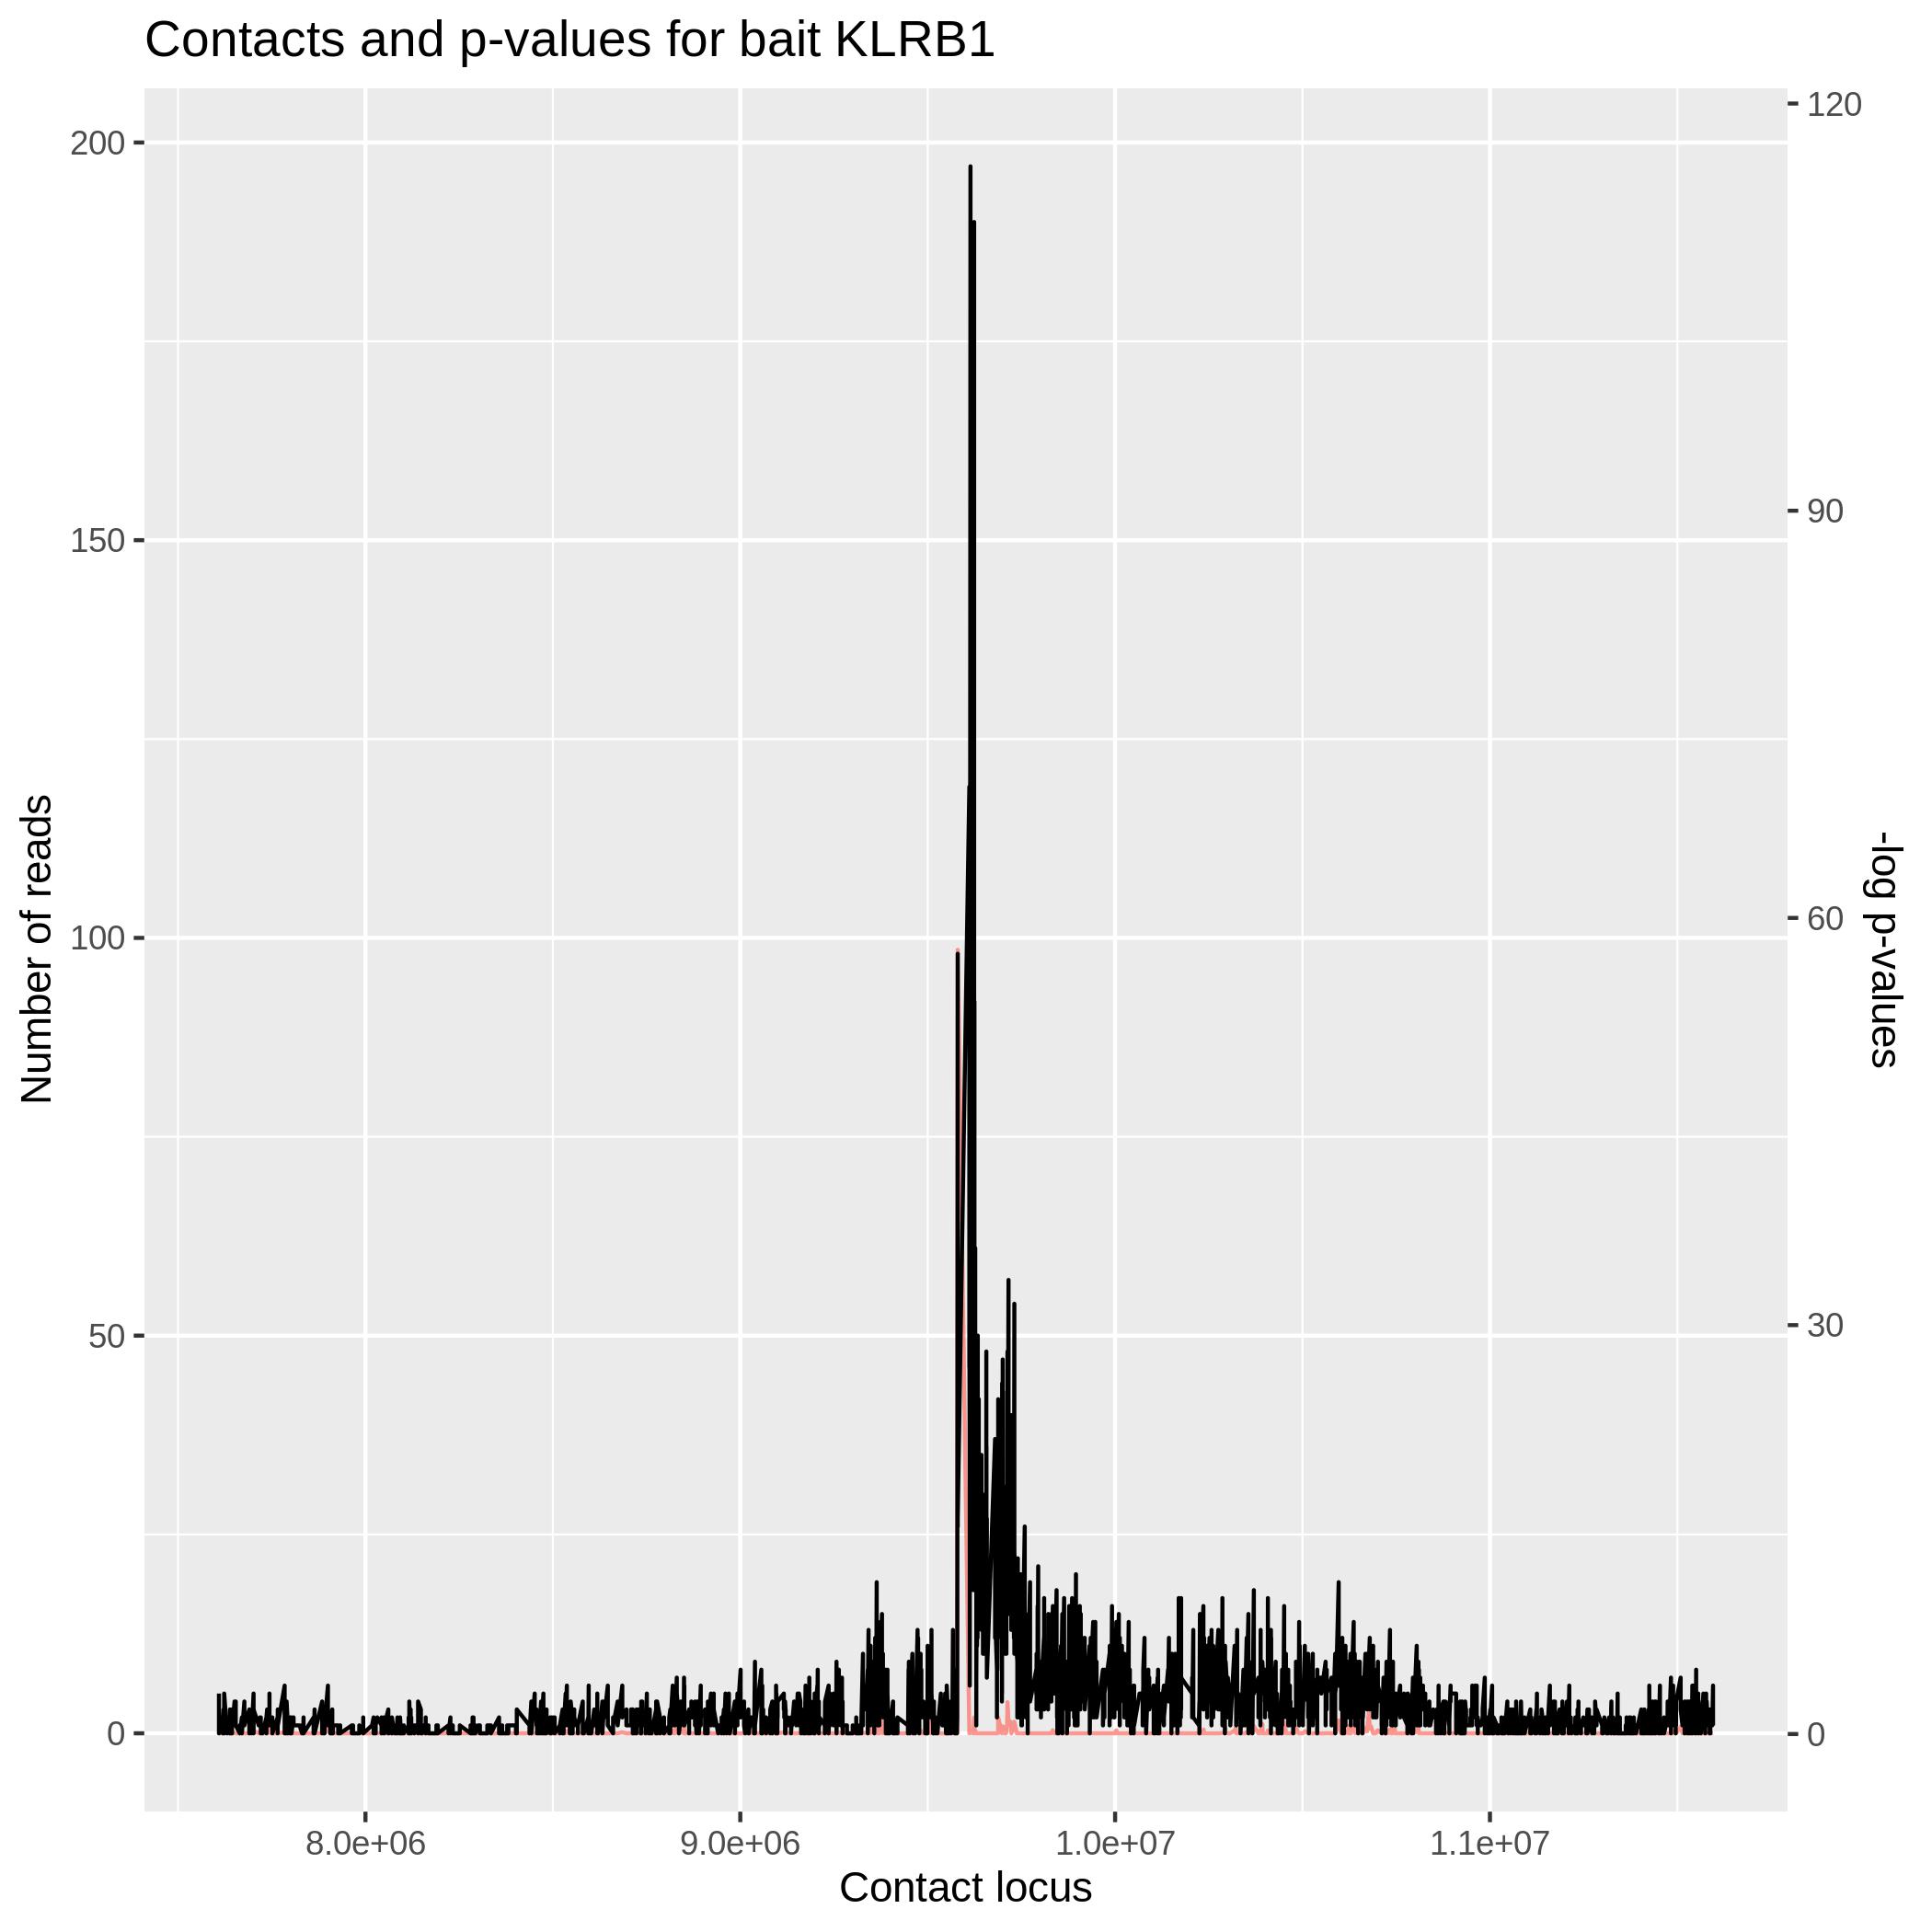 Contacts and p-values for bait KLRB1
200
150
100
50
0
120
90
60
30
0
Number of reads
-log p-values
8.0e+06
9.0e+06
1.0e+07
1.1e+07
Contact locus